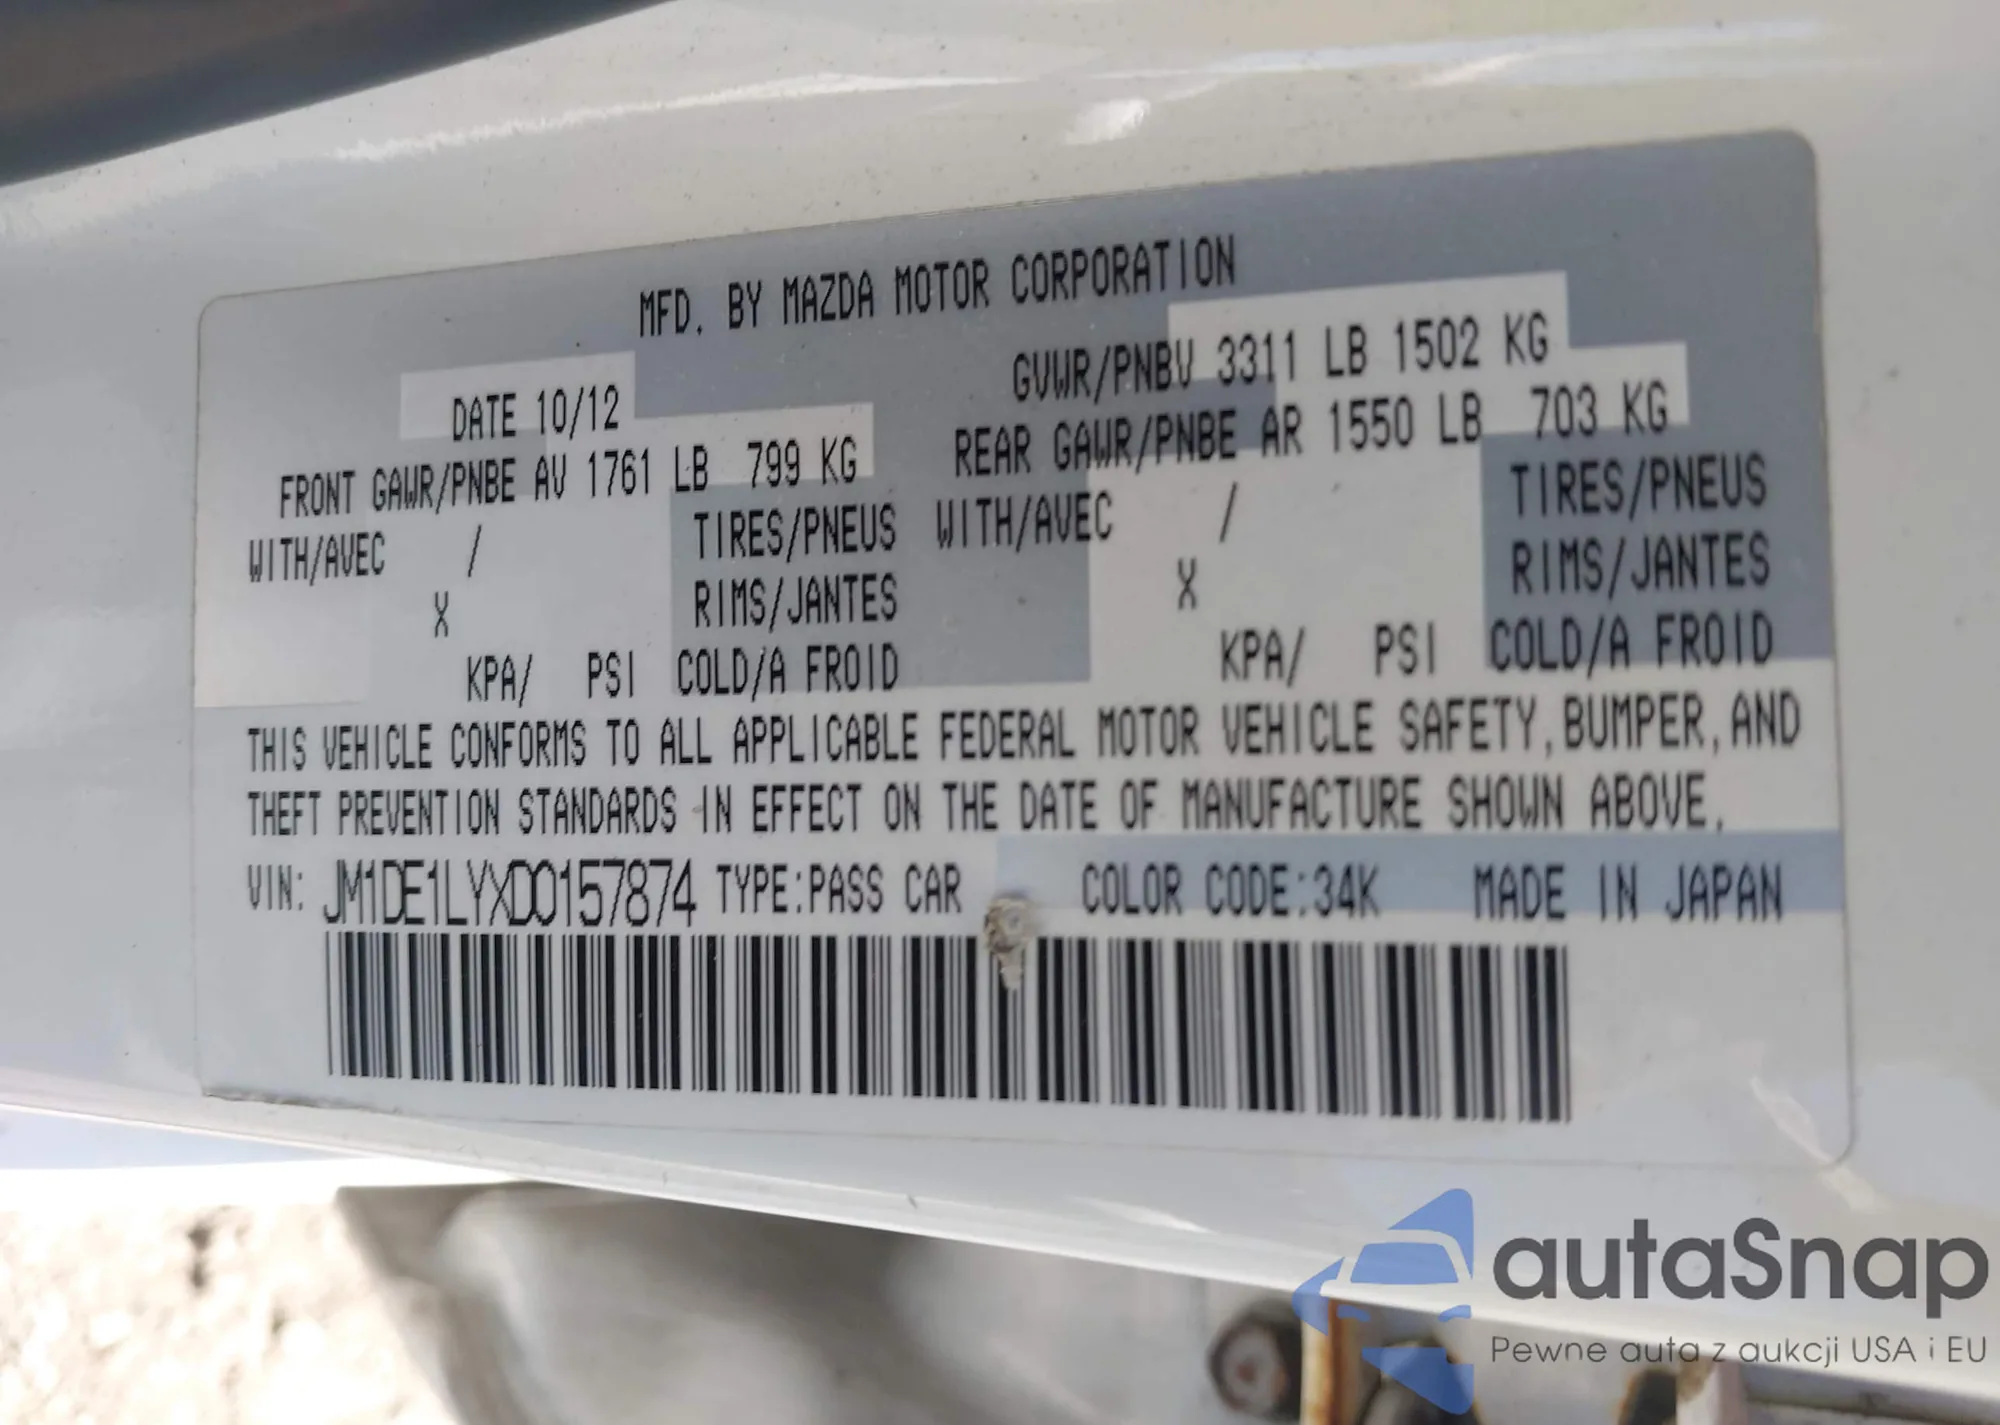 MFD. BY MAZDA MOTOR CORPORATION
DATE 10/12 GVWR/PNBV 3311 LB 1502 KG
FRONT GAWR/PNBE AV 1761 LB 799 KG REAR GAWR/PNBE AR 1550 LB 703 KG
WITH/AVEC / TIRES/PNEUS WITH/AVEC / TIRES/PNEUS
X RIMS/JANTES X RIMS/JANTES
KPA/ PSI COLD/A FROID KPA/ PSI COLD/A FROID
THIS VEHICLE CONFORMS TO ALL APPLICABLE FEDERAL MOTOR VEHICLE SAFETY, BUMPER, AND
THEFT PREVENTION STANDARDS IN EFFECT ON THE DATE OF MANUFACTURE SHOWN ABOVE.
VIN: JM1DE1LYXD0157874 TYPE:PASS CAR COLOR CODE:34K MADE IN JAPAN
autaSnap
Pewne auta z aukcji USA i EU